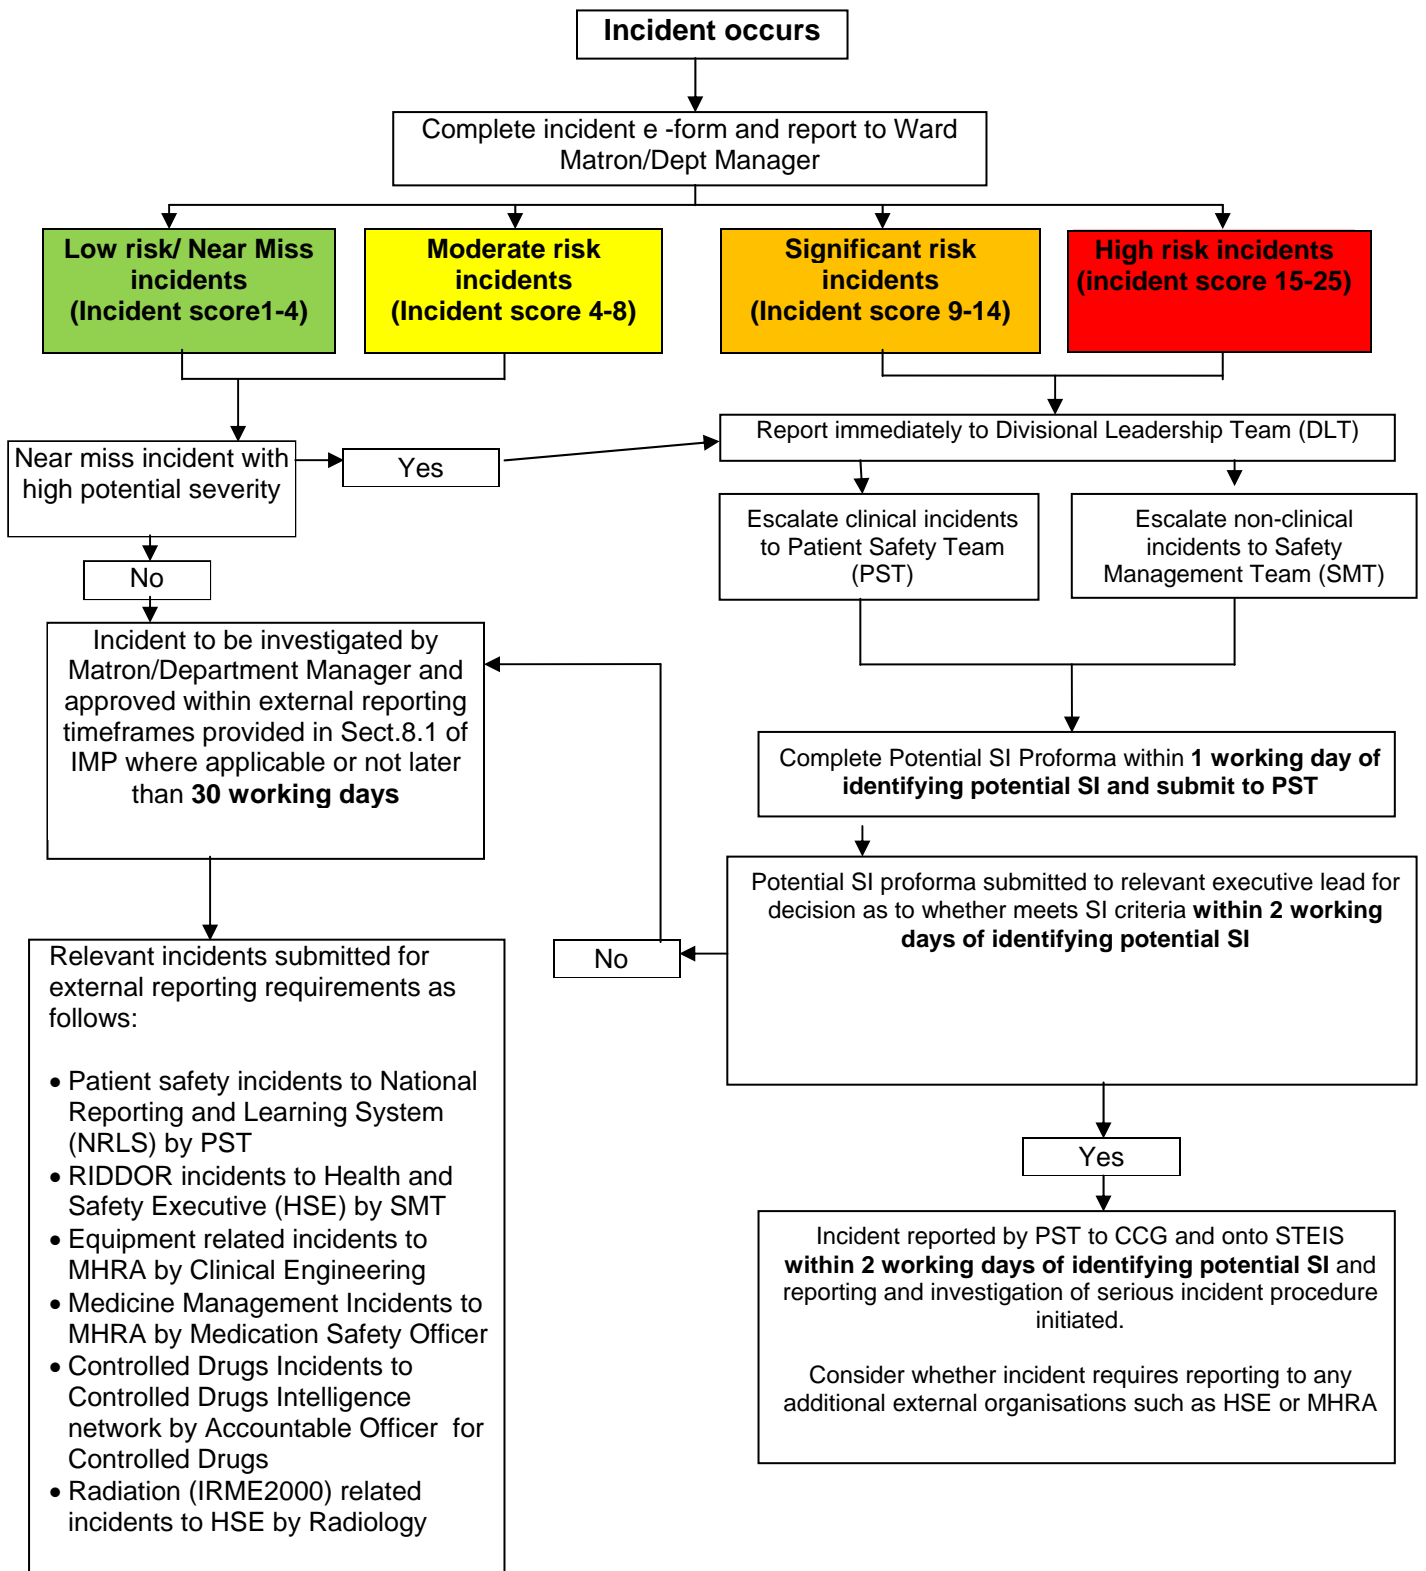 Incident occurs
Complete incident e -form and report to Ward
Matron/Dept Manager
Low risk/ Near Miss
incidents
(Incident score1-4)
Moderate risk
incidents
(Incident score 4-8)
Significant risk
incidents
(Incident score 9-14)
High risk incidents
(incident score 15-25)
Near miss incident with
high potential severity
Yes
Report immediately to Divisional Leadership Team (DLT)
Escalate clinical incidents
to Patient Safety Team
(PST)
Escalate non-clinical
incidents to Safety
Management Team (SMT)
No
Incident to be investigated by
Matron/Department Manager and
approved within external reporting
timeframes provided in Sect.8.1 of
IMP where applicable or not later
than 30 working days
Complete Potential SI Proforma within 1 working day of
identifying potential SI and submit to PST
Potential SI proforma submitted to relevant executive lead for
decision as to whether meets SI criteria within 2 working
days of identifying potential SI
No
Relevant incidents submitted for
external reporting requirements as
follows:
• Patient safety incidents to National
Reporting and Learning System
(NRLS) by PST
• RIDDOR incidents to Health and
Safety Executive (HSE) by SMT
• Equipment related incidents to
MHRA by Clinical Engineering
• Medicine Management Incidents to
MHRA by Medication Safety Officer
• Controlled Drugs Incidents to
Controlled Drugs Intelligence
network by Accountable Officer for
Controlled Drugs
• Radiation (IRME2000) related
incidents to HSE by Radiology
Yes
Incident reported by PST to CCG and onto STEIS
within 2 working days of identifying potential SI and
reporting and investigation of serious incident procedure
initiated.
Consider whether incident requires reporting to any
additional external organisations such as HSE or MHRA